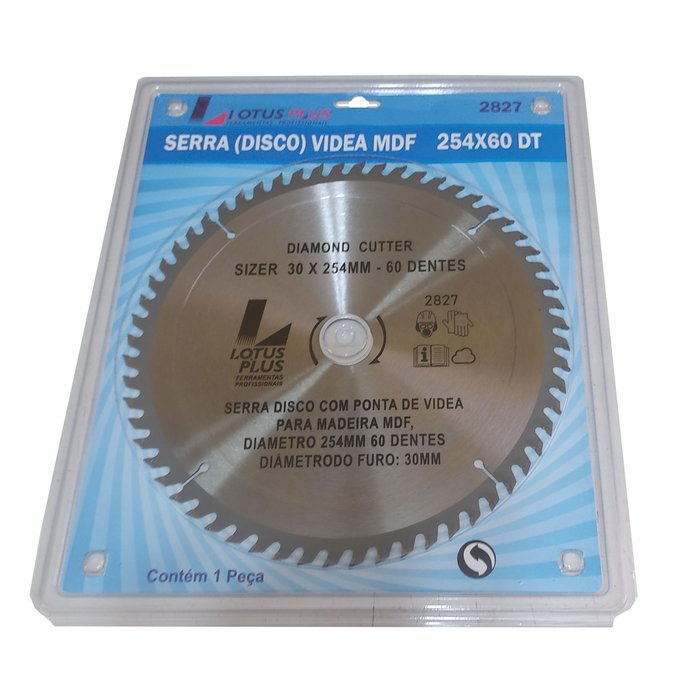 LOTUS PLUS
FERRAMENTAS PROFISSIONAIS
2827
SERRA (DISCO) VIDEA MDF 254X60 DT
DIAMOND CUTTER
SIZER 30 X 254MM - 60 DENTES
2827
LOTUS
PLUS
FERRAMENTAS
PROFISSIONAIS
SERRA DISCO COM PONTA DE VIDEA
PARA MADEIRA MDF,
DIAMETRO 254MM 60 DENTES
DIÂMETRODO FURO: 30MM
Contém 1 Peça